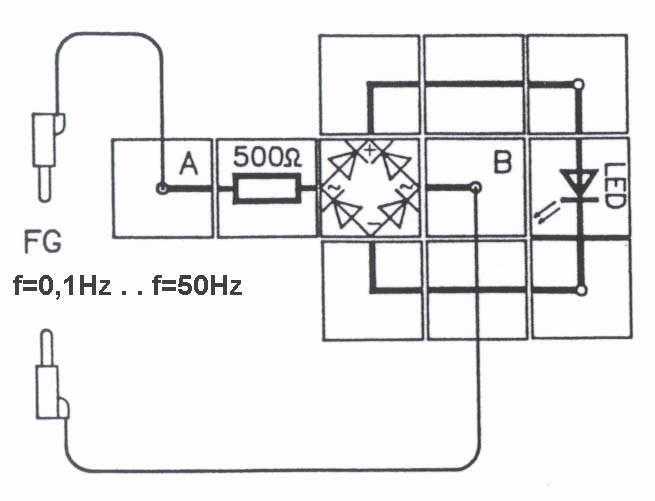 A
500Ω
+
~
~
−
B
LED
FG
f=0,1Hz . . f=50Hz